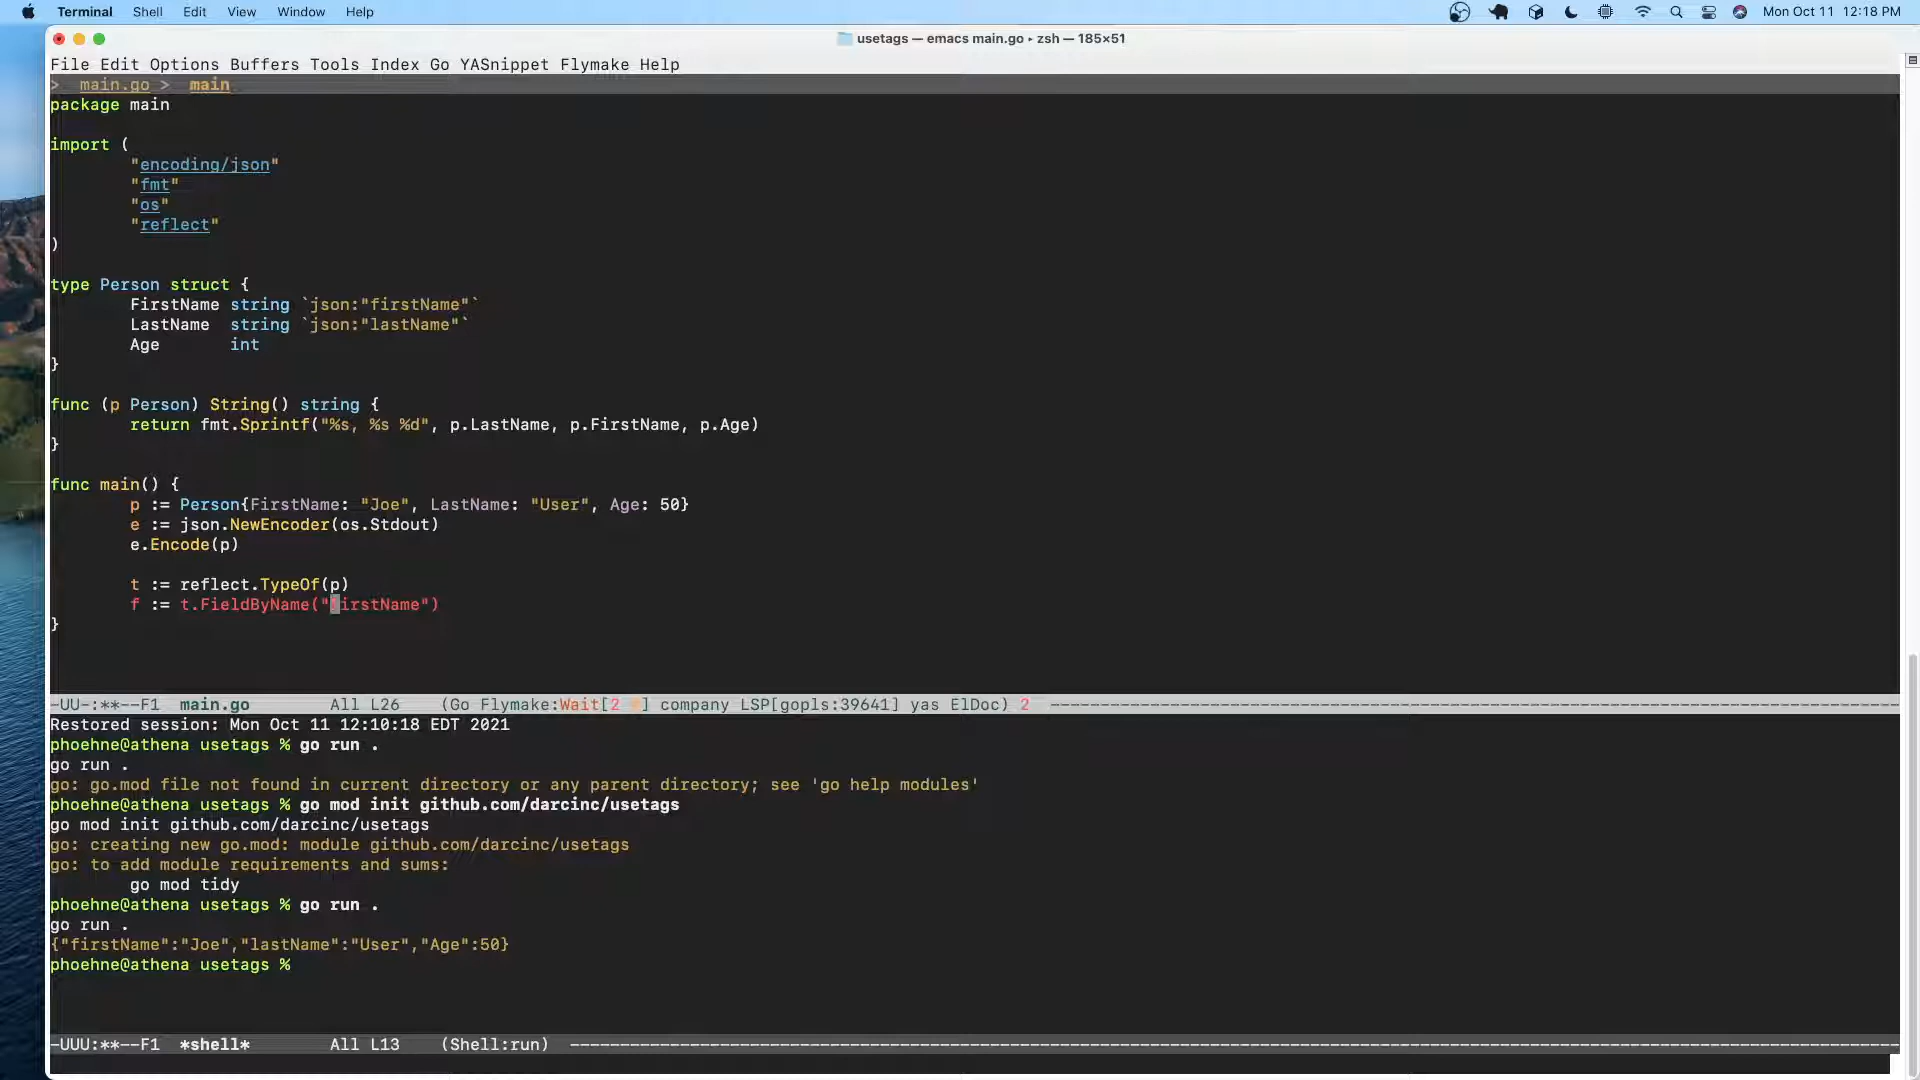 Terminal Shell Edit View Window Help Mon Oct 11 12:18 PM
usetags — emacs main.go ▸ zsh — 185×51
File Edit Options Buffers Tools Index Go YASnippet Flymake Help
> main.go > main
package main
import (
"encoding/json"
"fmt"
"os"
"reflect"
)
type Person struct {
FirstName string `json:"firstName"`
LastName string `json:"lastName"`
Age int
}
func (p Person) String() string {
return fmt.Sprintf("%s, %s %d", p.LastName, p.FirstName, p.Age)
}
func main() {
p := Person{FirstName: "Joe", LastName: "User", Age: 50}
e := json.NewEncoder(os.Stdout)
e.Encode(p)
t := reflect.TypeOf(p)
f := t.FieldByName("firstName")
}
-UU-:**--F1 main.go All L26 (Go Flymake:Wait[2 ] company LSP[gopls:39641] yas ElDoc) 2 --------------------------------------------------------------------------------------
Restored session: Mon Oct 11 12:10:18 EDT 2021
phoehne@athena usetags % go run .
go run .
go: go.mod file not found in current directory or any parent directory; see 'go help modules'
phoehne@athena usetags % go mod init github.com/darcinc/usetags
go mod init github.com/darcinc/usetags
go: creating new go.mod: module github.com/darcinc/usetags
go: to add module requirements and sums:
go mod tidy
phoehne@athena usetags % go run .
go run .
{"firstName":"Joe","lastName":"User","Age":50}
phoehne@athena usetags %
-UUU:**--F1 *shell* All L13 (Shell:run) --------------------------------------------------------------------------------------------------------------------------------------